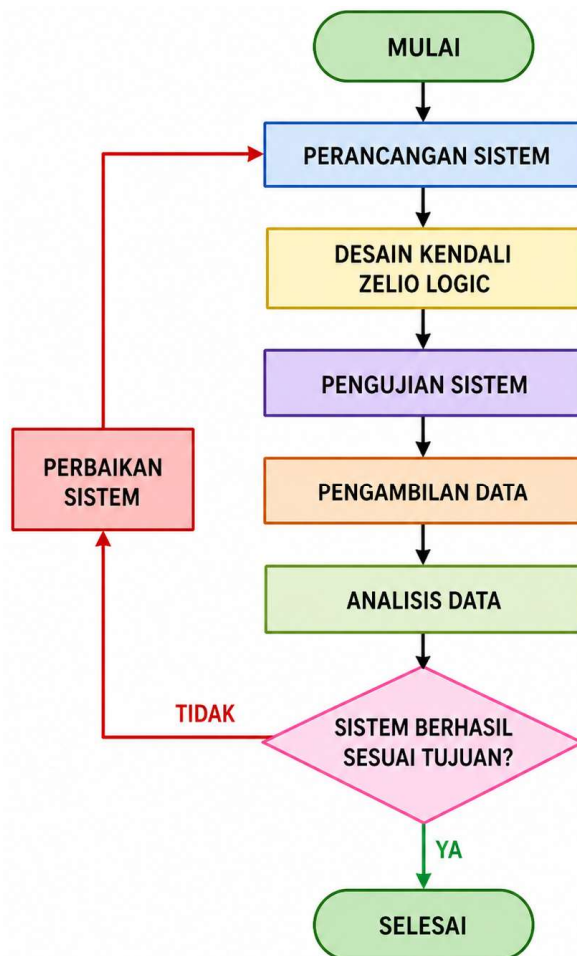 MULAI
PERANCANGAN SISTEM
DESAIN KENDALI
ZELIO LOGIC
PENGUJIAN SISTEM
PERBAIKAN
SISTEM
PENGAMBILAN DATA
ANALISIS DATA
TIDAK
SISTEM BERHASIL
SESUAI TUJUAN?
YA
SELESAI